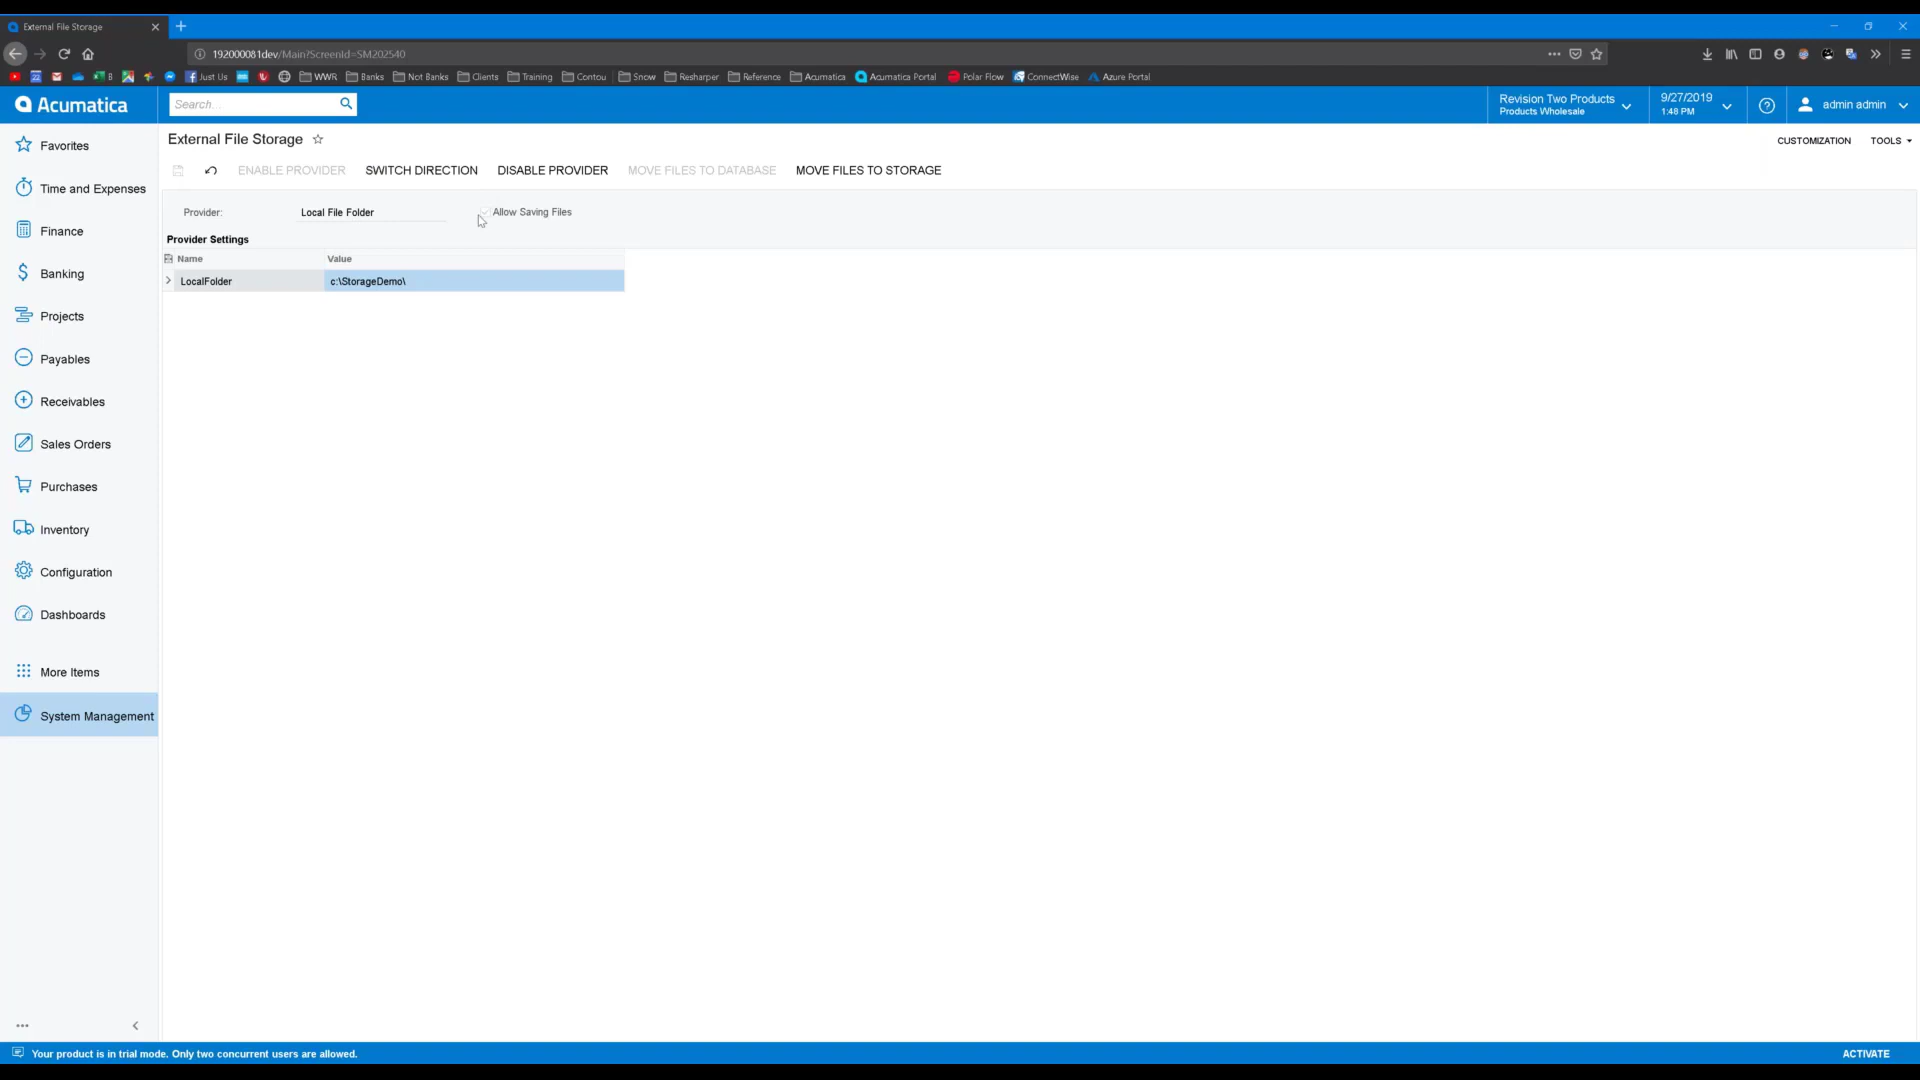 External File Storage
192000081dev/Main?ScreenId=SM202540
Just Us WWR Banks Not Banks Clients Training Contou Snow Resharper Reference Acumatica Acumatica Portal Polar Flow ConnectWise Azure Portal
Acumatica
Search...
Revision Two Products
Products Wholesale
9/27/2019
1:48 PM
admin admin
Favorites
Time and Expenses
Finance
Banking
Projects
Payables
Receivables
Sales Orders
Purchases
Inventory
Configuration
Dashboards
More Items
System Management
External File Storage
CUSTOMIZATION TOOLS
ENABLE PROVIDER SWITCH DIRECTION DISABLE PROVIDER MOVE FILES TO DATABASE MOVE FILES TO STORAGE
Provider: Local File Folder Allow Saving Files
Provider Settings
Name Value
LocalFolder c:\StorageDemo\
Your product is in trial mode. Only two concurrent users are allowed. ACTIVATE